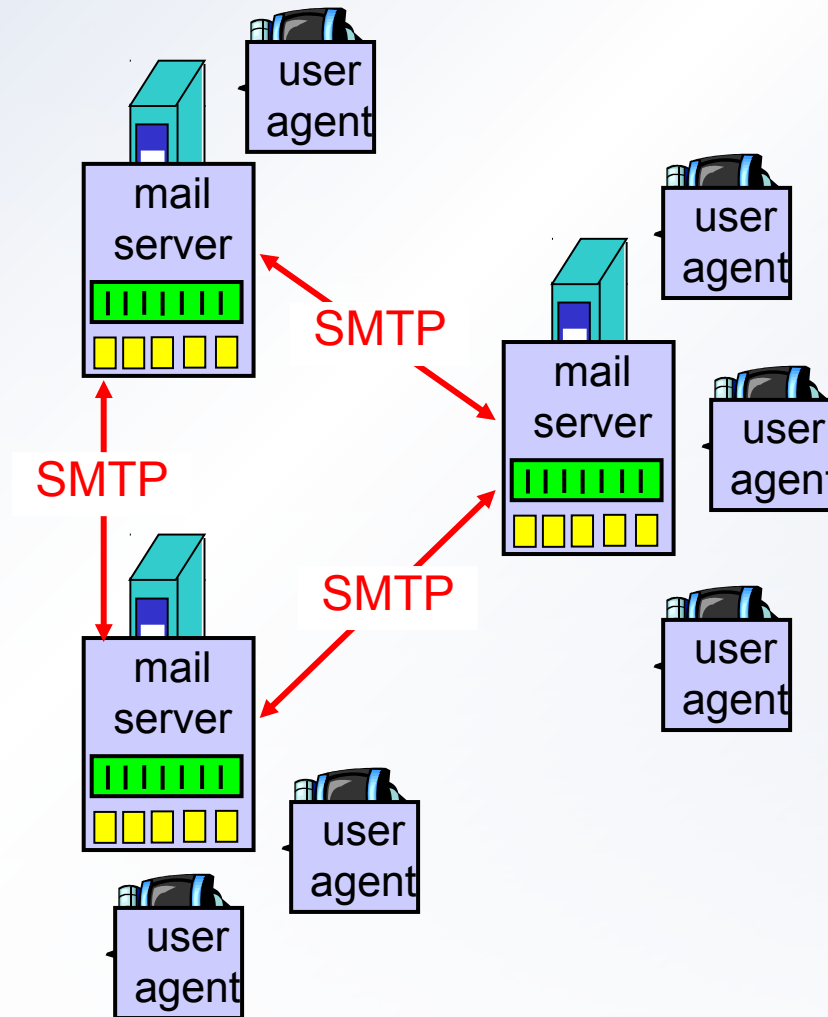 user
agent
mail
server
user
agent
SMTP
mail
server
user
agent
SMTP
SMTP
user
agent
mail
server
user
agent
user
agent